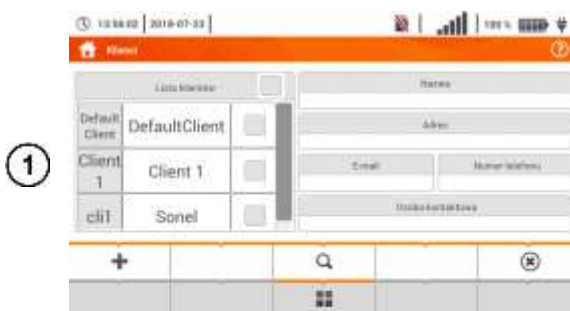 1
13:56:02 2018-07-23 100 %
Klienci
Lista klientów
Nazwa
Default Client DefaultClient
Adres
Client 1 Client 1
E-mail Numer telefonu
cli1 Sonel
Osoba kontaktowa